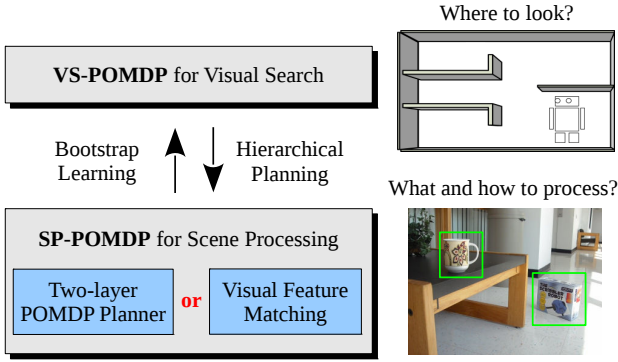 Where to look?
VS-POMDP for Visual Search
Bootstrap Learning
Hierarchical Planning
What and how to process?
SP-POMDP for Scene Processing
Two-layer POMDP Planner
or
Visual Feature Matching